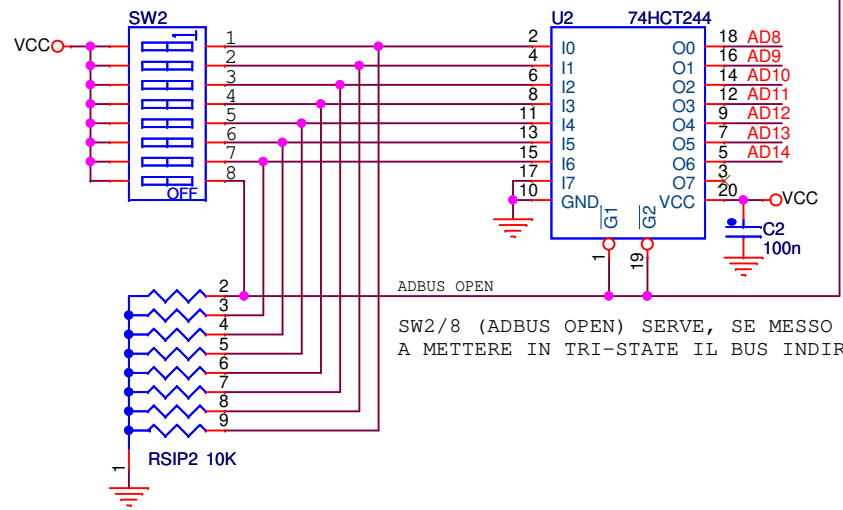 SW2
U2 74HCT244
VCC
1
2
3
4
5
6
7
8
OFF
2 I0 O0 18 AD8
4 I1 O1 16 AD9
6 I2 O2 14 AD10
8 I3 O3 12 AD11
11 I4 O4 9 AD12
13 I5 O5 7 AD13
15 I6 O6 5 AD14
17 I7 O7 3
10 GND VCC 20 VCC
G1 G2
1 19
C2
100n
ADBUS OPEN
2
3
4
5
6
7
8
9
1
RSIP2 10K
SW2/8 (ADBUS OPEN) SERVE, SE MESSO
A METTERE IN TRI-STATE IL BUS INDIR